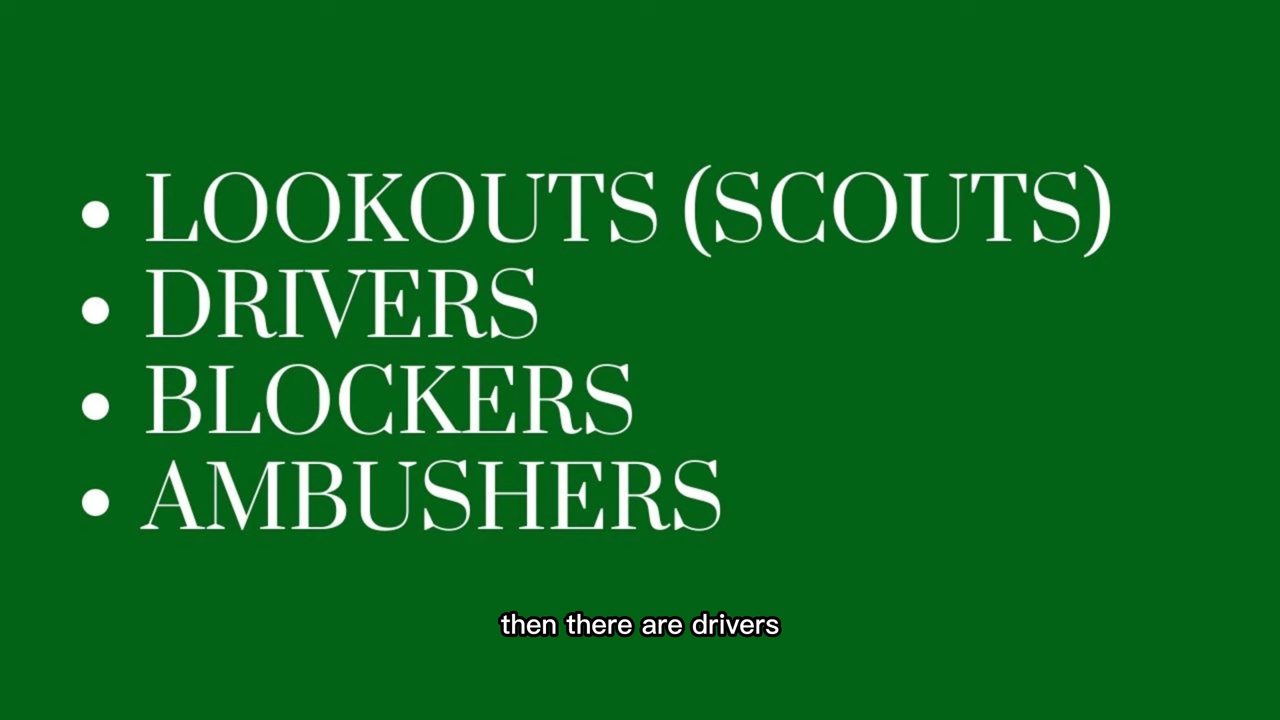 • LOOKOUTS (SCOUTS)
• DRIVERS
• BLOCKERS
• AMBUSHERS
then there are drivers